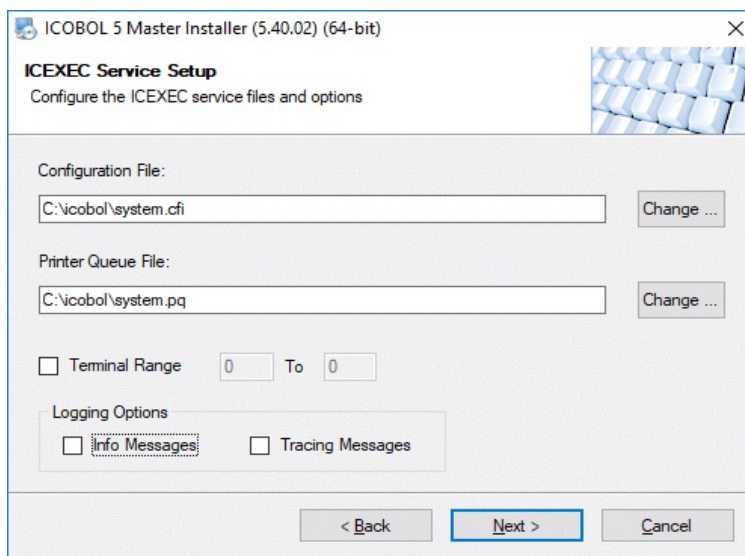 ICOBOL 5 Master Installer (5.40.02) (64-bit)
ICEXEC Service Setup
Configure the ICEXEC service files and options
Configuration File:
C:\icobol\system.cfi
Change ...
Printer Queue File:
C:\icobol\system.pq
Change ...
Terminal Range 0 To 0
Logging Options
Info Messages Tracing Messages
< Back Next > Cancel